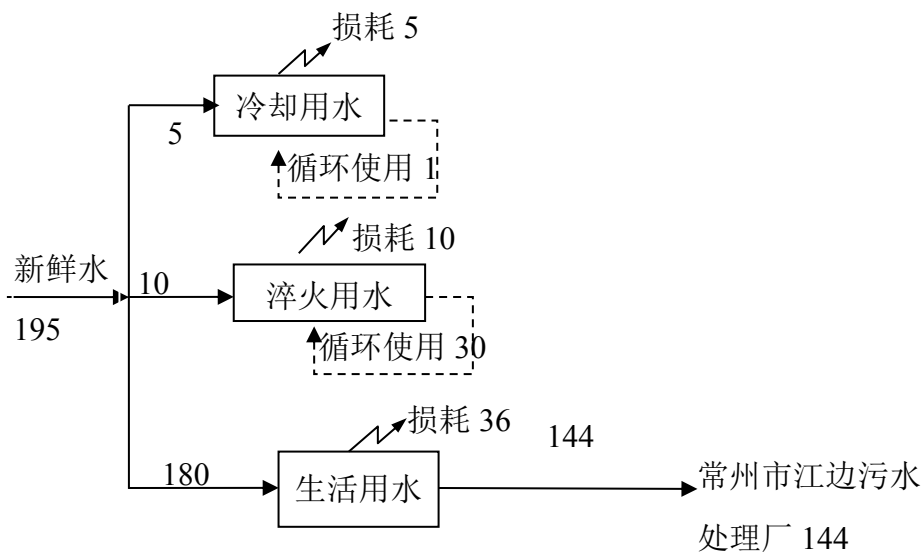 损耗 5
冷却用水
5
循环使用 1
损耗 10
新鲜水
10
淬火用水
195
循环使用 30
损耗 36
144
180
生活用水
常州市江边污水
处理厂 144